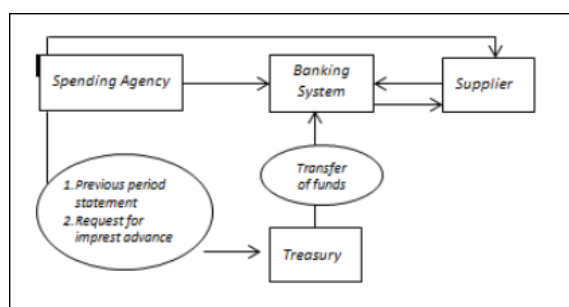 Spending Agency
Banking
System
Supplier
1.Previous period
statement
2.Request for
imprest advance
Transfer
of funds
Treasury